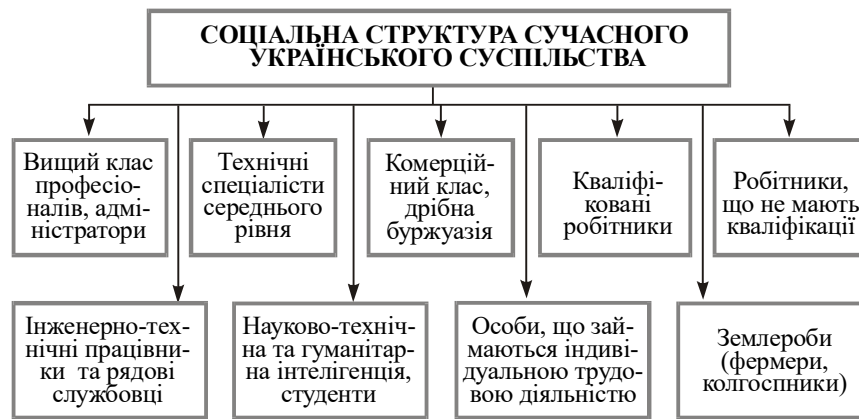 СОЦІАЛЬНА СТРУКТУРА СУЧАСНОГО
УКРАЇНСЬКОГО СУСПІЛЬСТВА
Вищий клас
професіо-
налів, адмі-
ністратори
Технічні
спеціалісти
середнього
рівня
Комерцій-
ний клас,
дрібна
буржуазія
Кваліфі-
ковані
робітники
Робітники,
що не мають
кваліфікації
Інженерно-тех-
нічні працівни-
ки та рядові
службовці
Науково-техніч-
на та гуманітар-
на інтелігенція,
студенти
Особи, що зай-
маються індиві-
дуальною трудо-
вою діяльністю
Землероби
(фермери,
колгоспники)